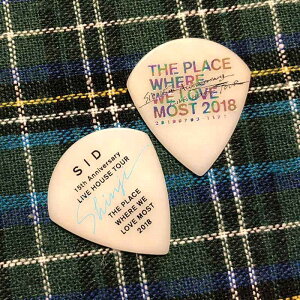 THE PLACE
WHERE
WE LOVE
MOST 2018
SID
15th Anniversary
LIVE HOUSE TOUR
Shinji
THE PLACE
WHERE WE
LOVE MOST
2018